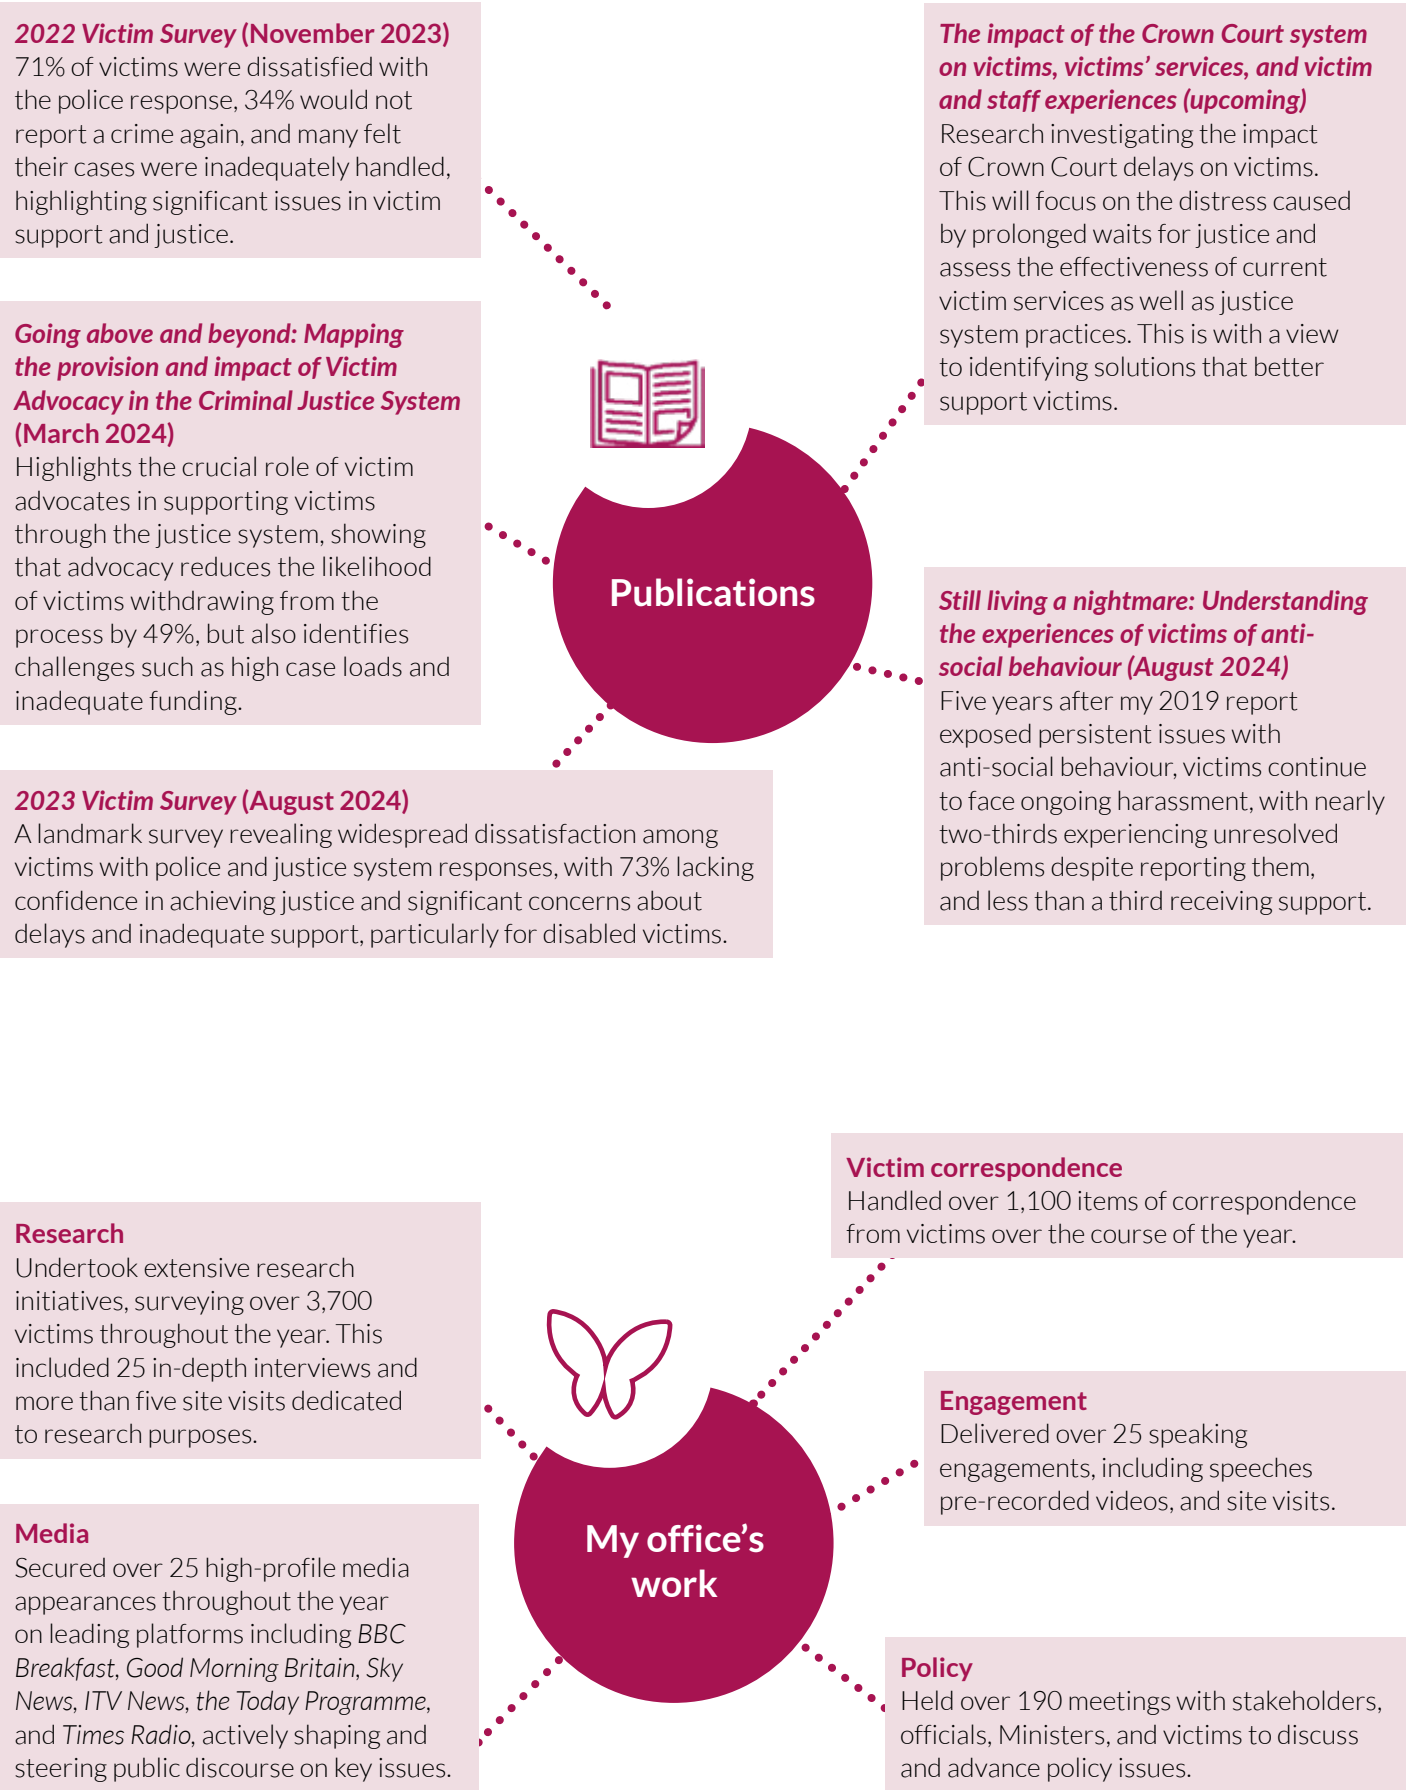 2022 Victim Survey (November 2023)
71% of victims were dissatisfied with
the police response, 34% would not
report a crime again, and many felt
their cases were inadequately handled,
highlighting significant issues in victim
support and justice.
Going above and beyond: Mapping
the provision and impact of Victim
Advocacy in the Criminal Justice System
(March 2024)
Highlights the crucial role of victim
advocates in supporting victims
through the justice system, showing
that advocacy reduces the likelihood
of victims withdrawing from the
process by 49%, but also identifies
challenges such as high case loads and
inadequate funding.
2023 Victim Survey (August 2024)
A landmark survey revealing widespread dissatisfaction among
victims with police and justice system responses, with 73% lacking
confidence in achieving justice and significant concerns about
delays and inadequate support, particularly for disabled victims.
Publications
The impact of the Crown Court system
on victims, victims' services, and victim
and staff experiences (upcoming)
Research investigating the impact
of Crown Court delays on victims.
This will focus on the distress caused
by prolonged waits for justice and
assess the effectiveness of current
victim services as well as justice
system practices. This is with a view
to identifying solutions that better
support victims.
Still living a nightmare: Understanding
the experiences of victims of anti-
social behaviour (August 2024)
Five years after my 2019 report
exposed persistent issues with
anti-social behaviour, victims continue
to face ongoing harassment, with nearly
two-thirds experiencing unresolved
problems despite reporting them,
and less than a third receiving support.
Research
Undertook extensive research
initiatives, surveying over 3,700
victims throughout the year. This
included 25 in-depth interviews and
more than five site visits dedicated
to research purposes.
Media
Secured over 25 high-profile media
appearances throughout the year
on leading platforms including BBC
Breakfast, Good Morning Britain, Sky
News, ITV News, the Today Programme,
and Times Radio, actively shaping and
steering public discourse on key issues.
My office's
work
Victim correspondence
Handled over 1,100 items of correspondence
from victims over the course of the year.
Engagement
Delivered over 25 speaking
engagements, including speeches
pre-recorded videos, and site visits.
Policy
Held over 190 meetings with stakeholders,
officials, Ministers, and victims to discuss
and advance policy issues.